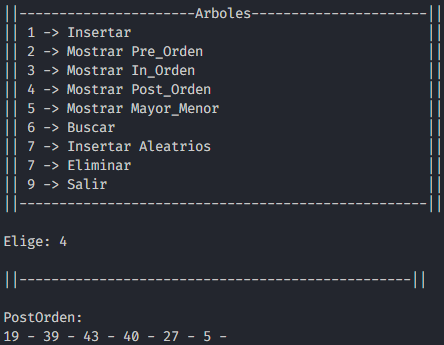 ||----------------------Arboles----------------------||
|| 1 -> Insertar ||
|| 2 -> Mostrar Pre_Orden ||
|| 3 -> Mostrar In_Orden ||
|| 4 -> Mostrar Post_Orden ||
|| 5 -> Mostrar Mayor_Menor ||
|| 6 -> Buscar ||
|| 7 -> Insertar Aleatrios ||
|| 7 -> Eliminar ||
|| 9 -> Salir ||
||---------------------------------------------------||
Elige: 4
||-------------------------------------------------||
PostOrden:
19 - 39 - 43 - 40 - 27 - 5 -